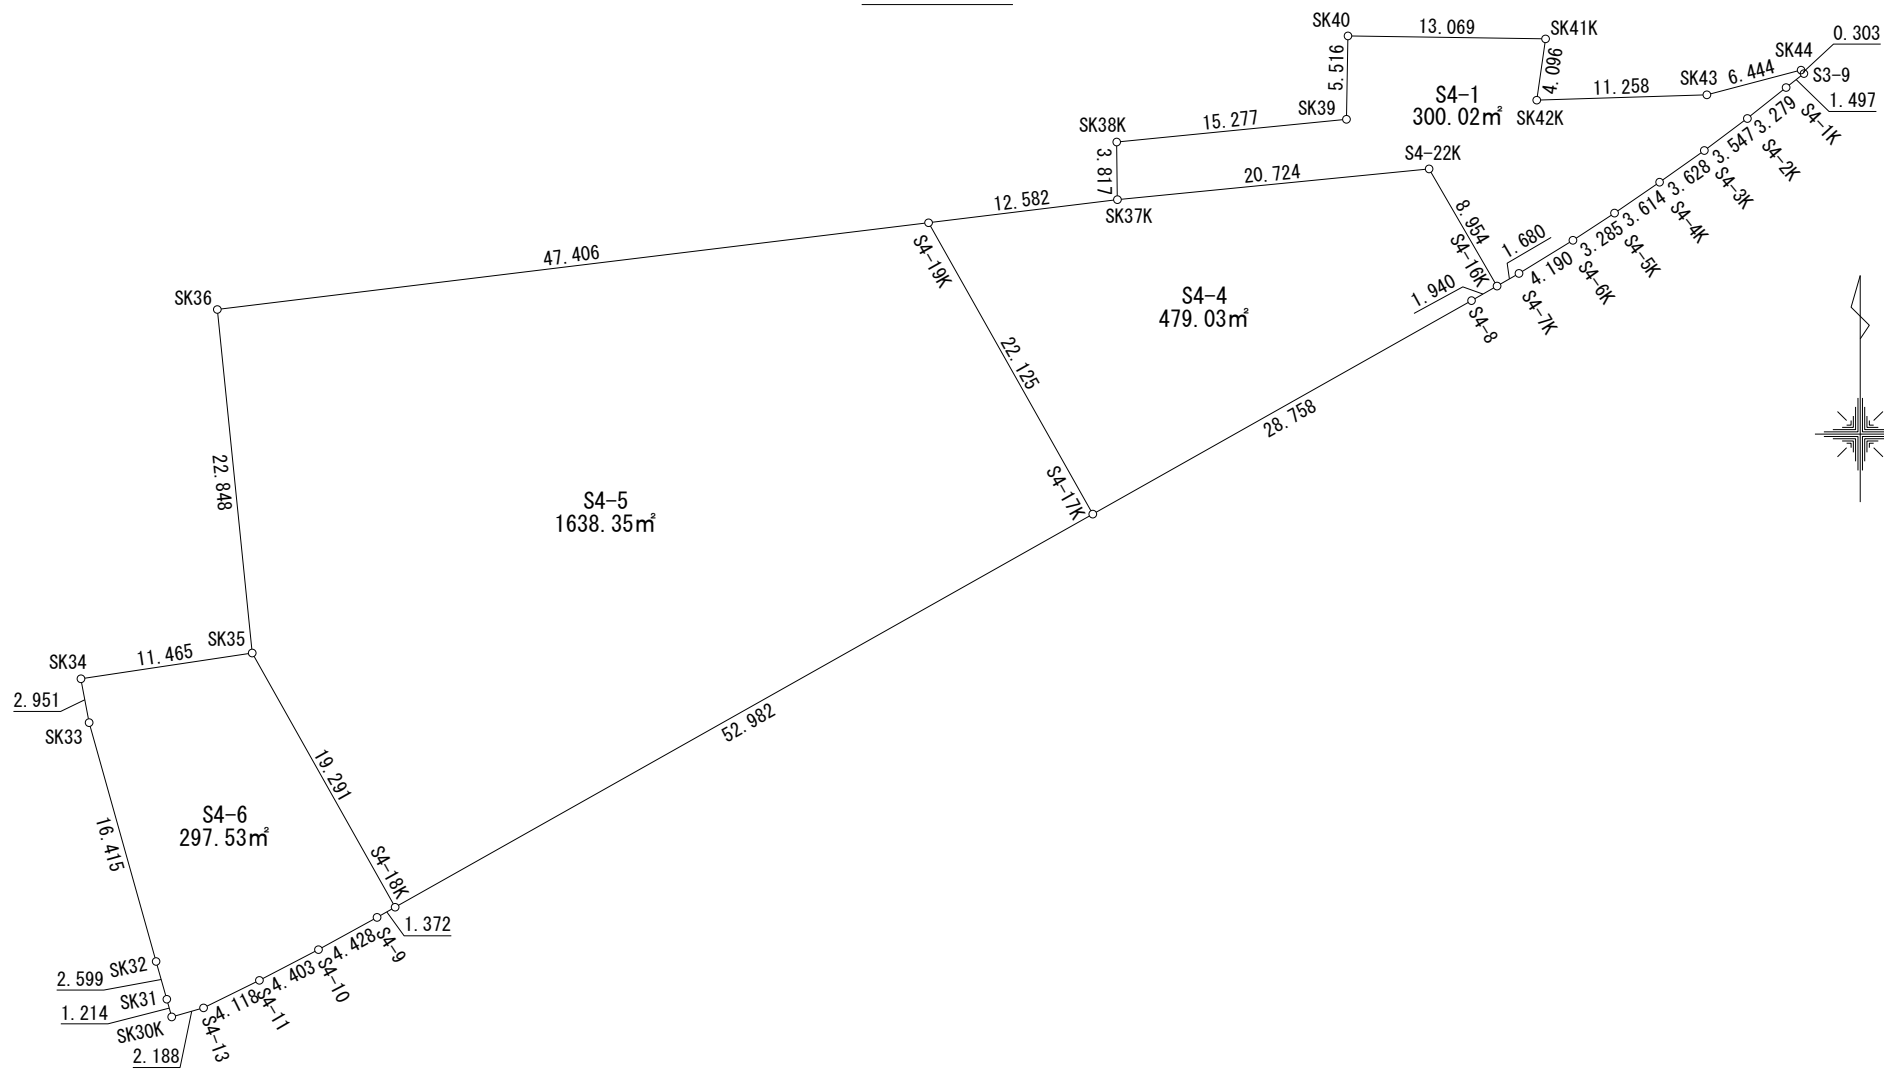 SK40
13.069
SK41K
0.303
SK44
5.516
4.096
6.444
S3-9
SK43
11.258
S4-1
300.02㎡
1.497
SK39
SK42K
SK38K
15.277
3.279
S4-1K
3.547
S4-2K
3.817
S4-22K
3.628
S4-3K
20.724
12.582
3.614
S4-4K
SK37K
8.954
3.285
S4-5K
1.680
47.406
S4-19K
S4-16K
4.190
S4-6K
SK36
S4-4
479.03㎡
1.940
S4-7K
S4-8
22.125
28.758
22.848
S4-17K
S4-5
1638.35㎡
SK35
11.465
SK34
2.951
SK33
52.982
19.291
S4-6
297.53㎡
16.415
S4-18K
1.372
4.428
S4-9
SK32
2.599
4.403
S4-10
SK31
1.214
4.118
S4-11
SK30K
S4-13
2.188